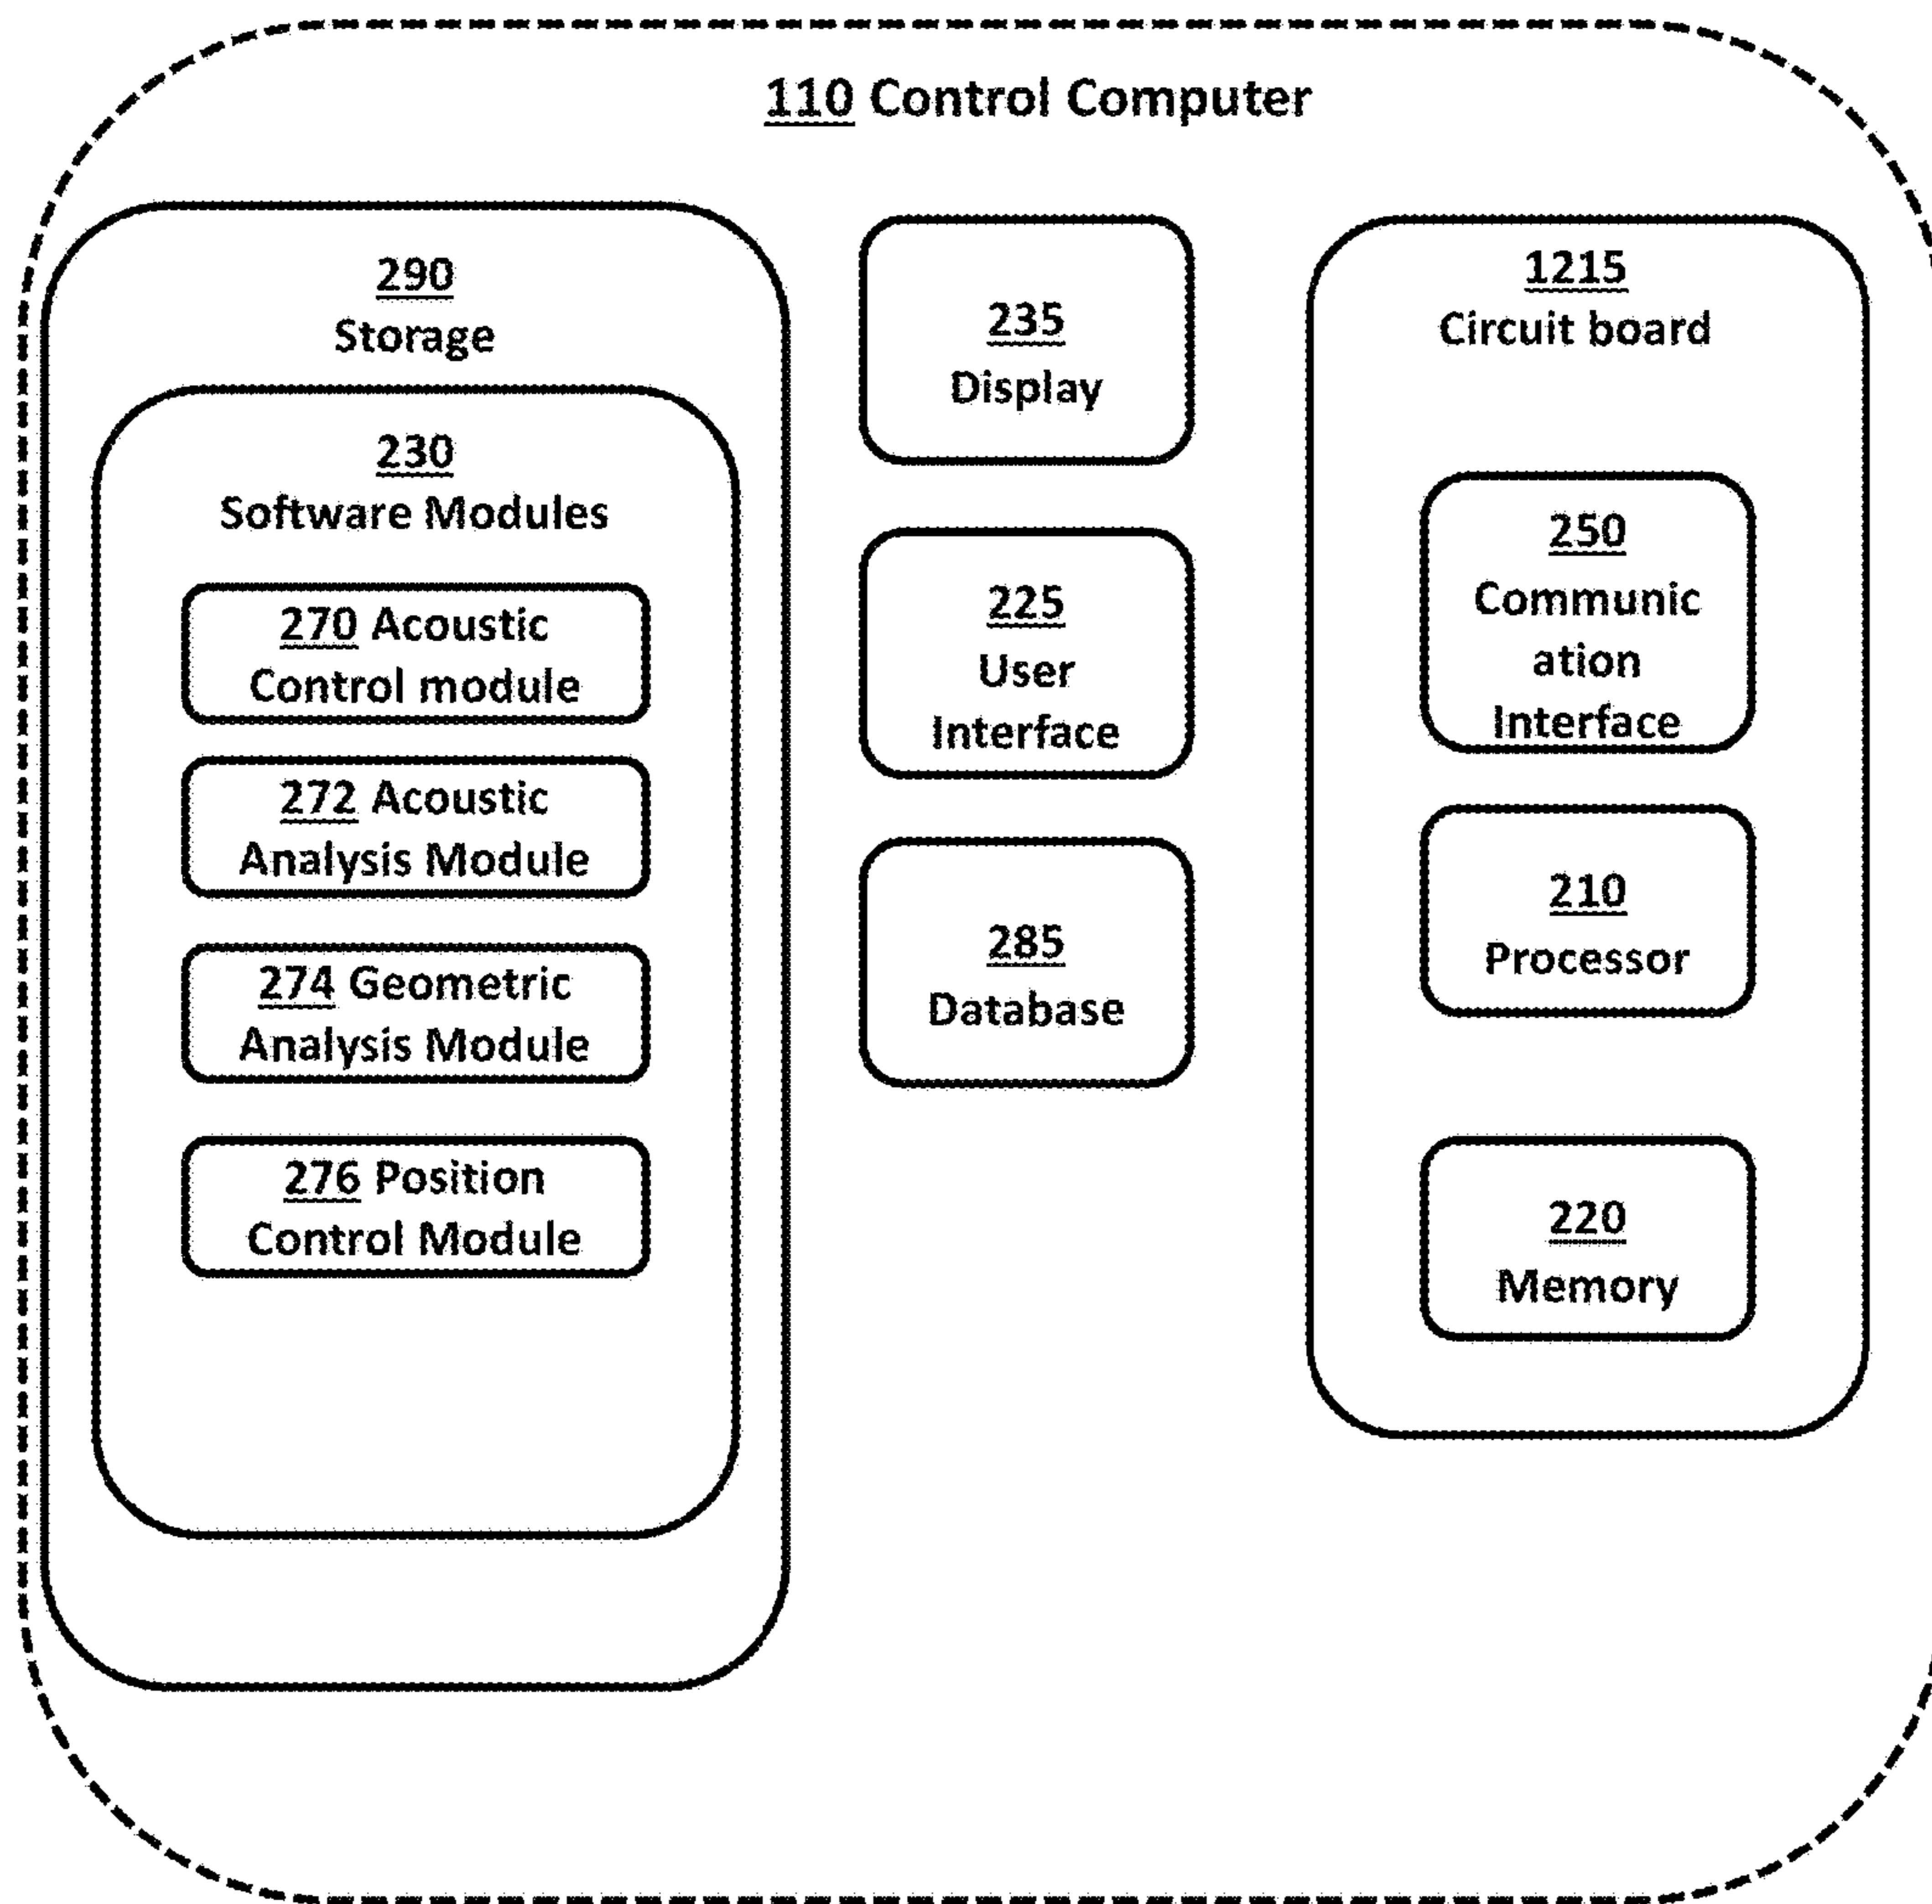 110 Control Computer
290
Storage
230
Software Modules
270 Acoustic
Control module
272 Acoustic
Analysis Module
274 Geometric
Analysis Module
276 Position
Control Module
235
Display
225
User
Interface
285
Database
1215
Circuit board
250
Communic
ation
Interface
210
Processor
220
Memory